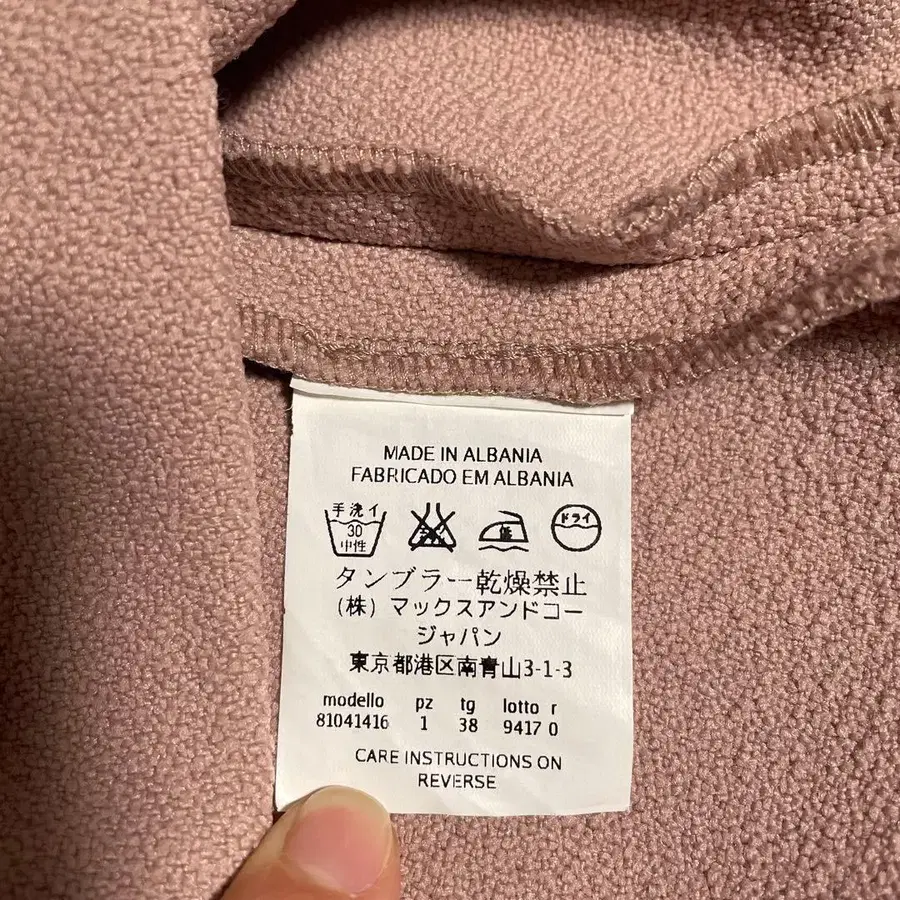 MADE IN ALBANIA
FABRICADO EM ALBANIA
手洗イ
30
中性
低
ドライ
タンブラー乾燥禁止
(株) マックスアンドコー
ジャパン
東京都港区南青山3-1-3
modello pz tg lotto r
81041416 1 38 9417 0
CARE INSTRUCTIONS ON
REVERSE